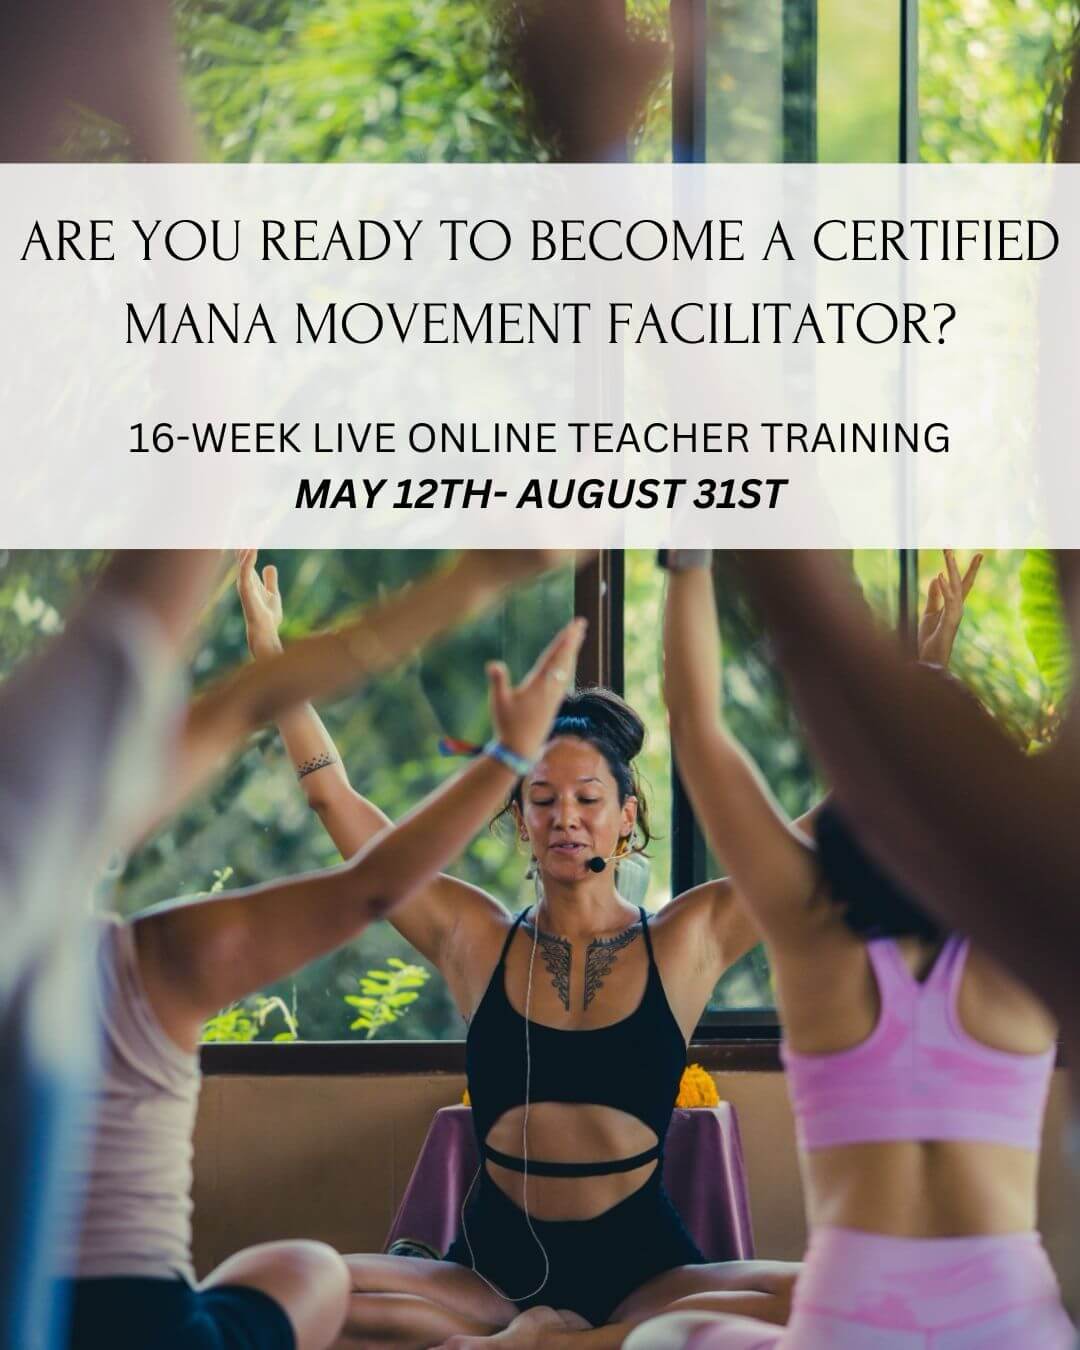 ARE YOU READY TO BECOME A CERTIFIED
MANA MOVEMENT FACILITATOR?
16-WEEK LIVE ONLINE TEACHER TRAINING
MAY 12TH- AUGUST 31ST